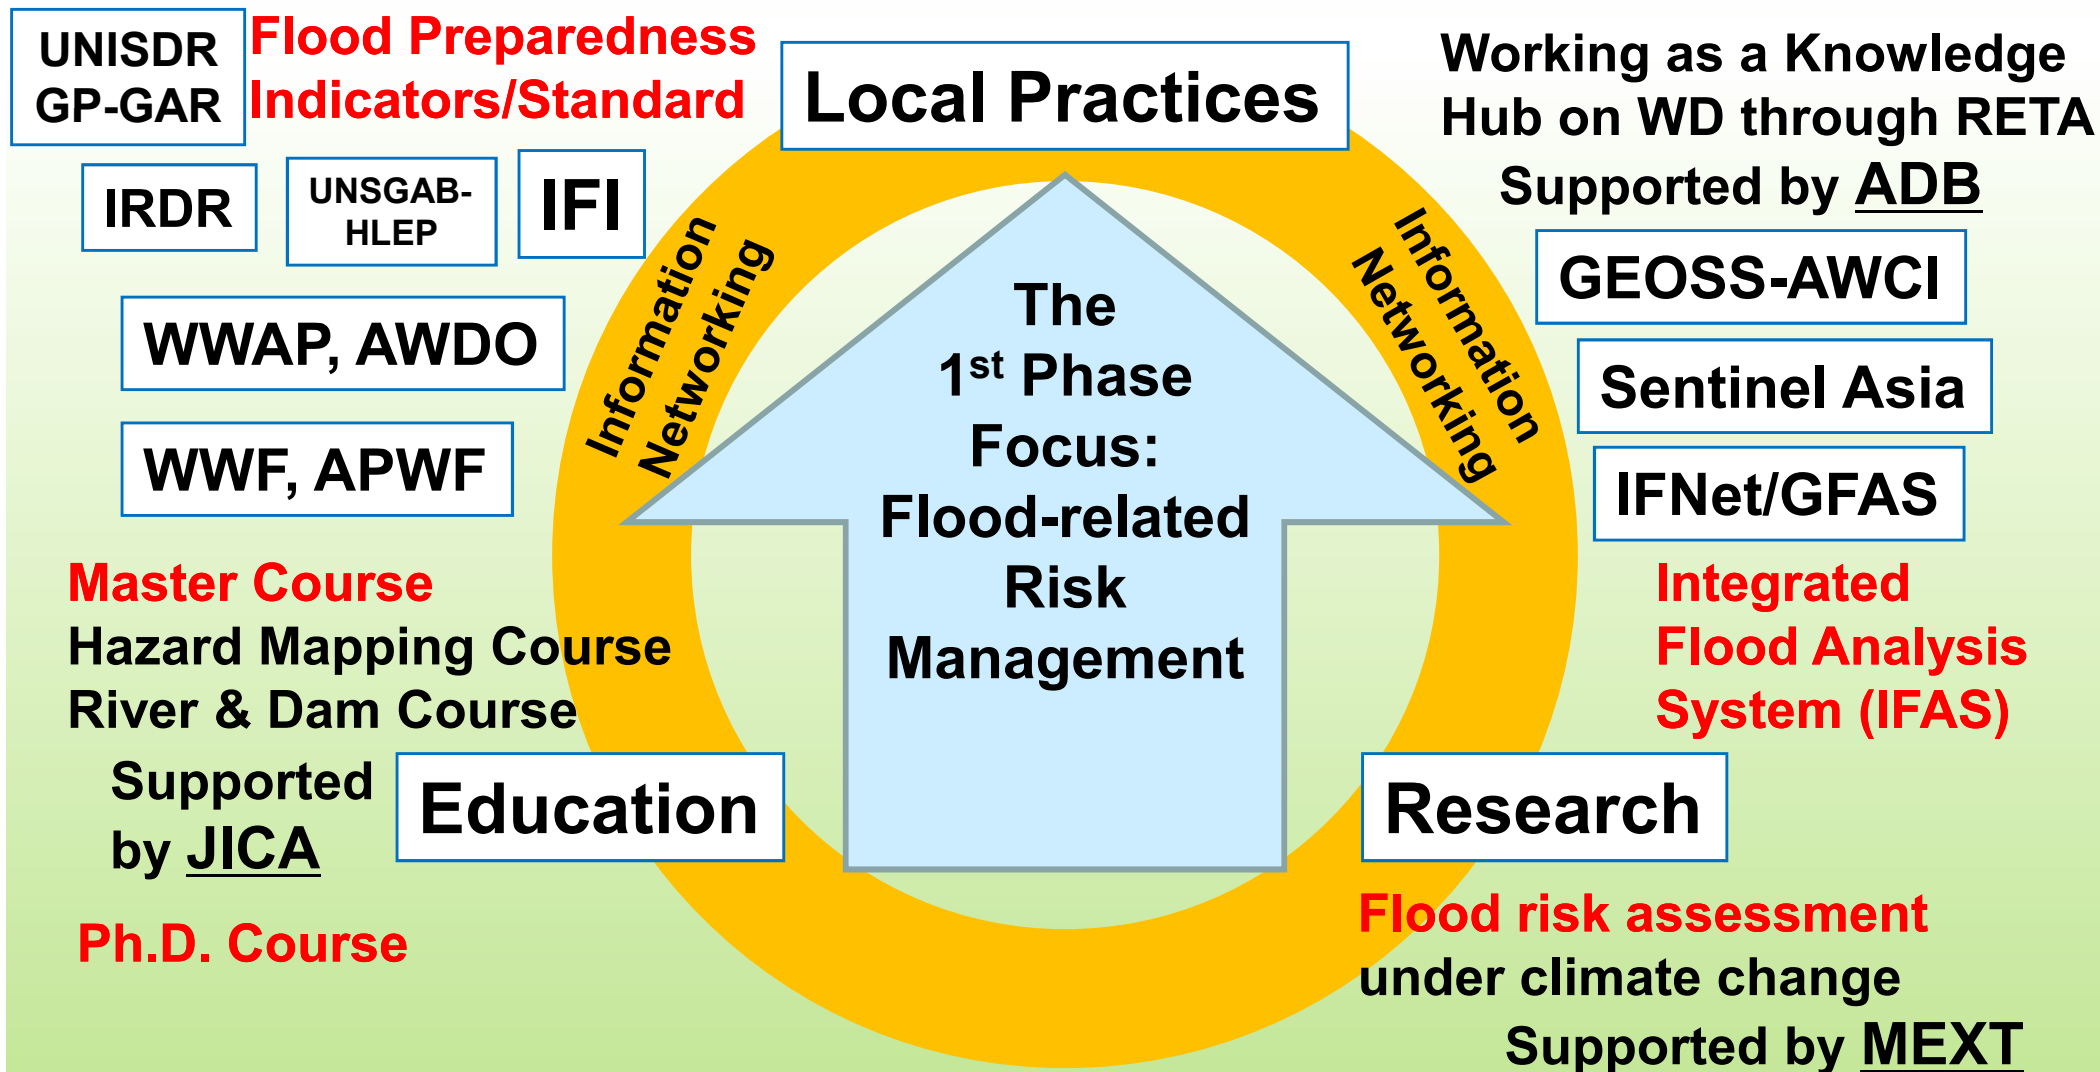 UNISDR
GP-GAR
Flood Preparedness
Indicators/Standard
Local Practices
Working as a Knowledge
Hub on WD through RETA
Supported by ADB
IRDR
UNSGAB-
HLEP
IFI
GEOSS-AWCI
WWAP, AWDO
Sentinel Asia
WWF, APWF
IFNet/GFAS
Information
Networking
Information
Networking
The
1st Phase
Focus:
Flood-related
Risk
Management
Master Course
Hazard Mapping Course
River & Dam Course
Supported
by JICA
Education
Ph.D. Course
Integrated
Flood Analysis
System (IFAS)
Research
Flood risk assessment
under climate change
Supported by MEXT